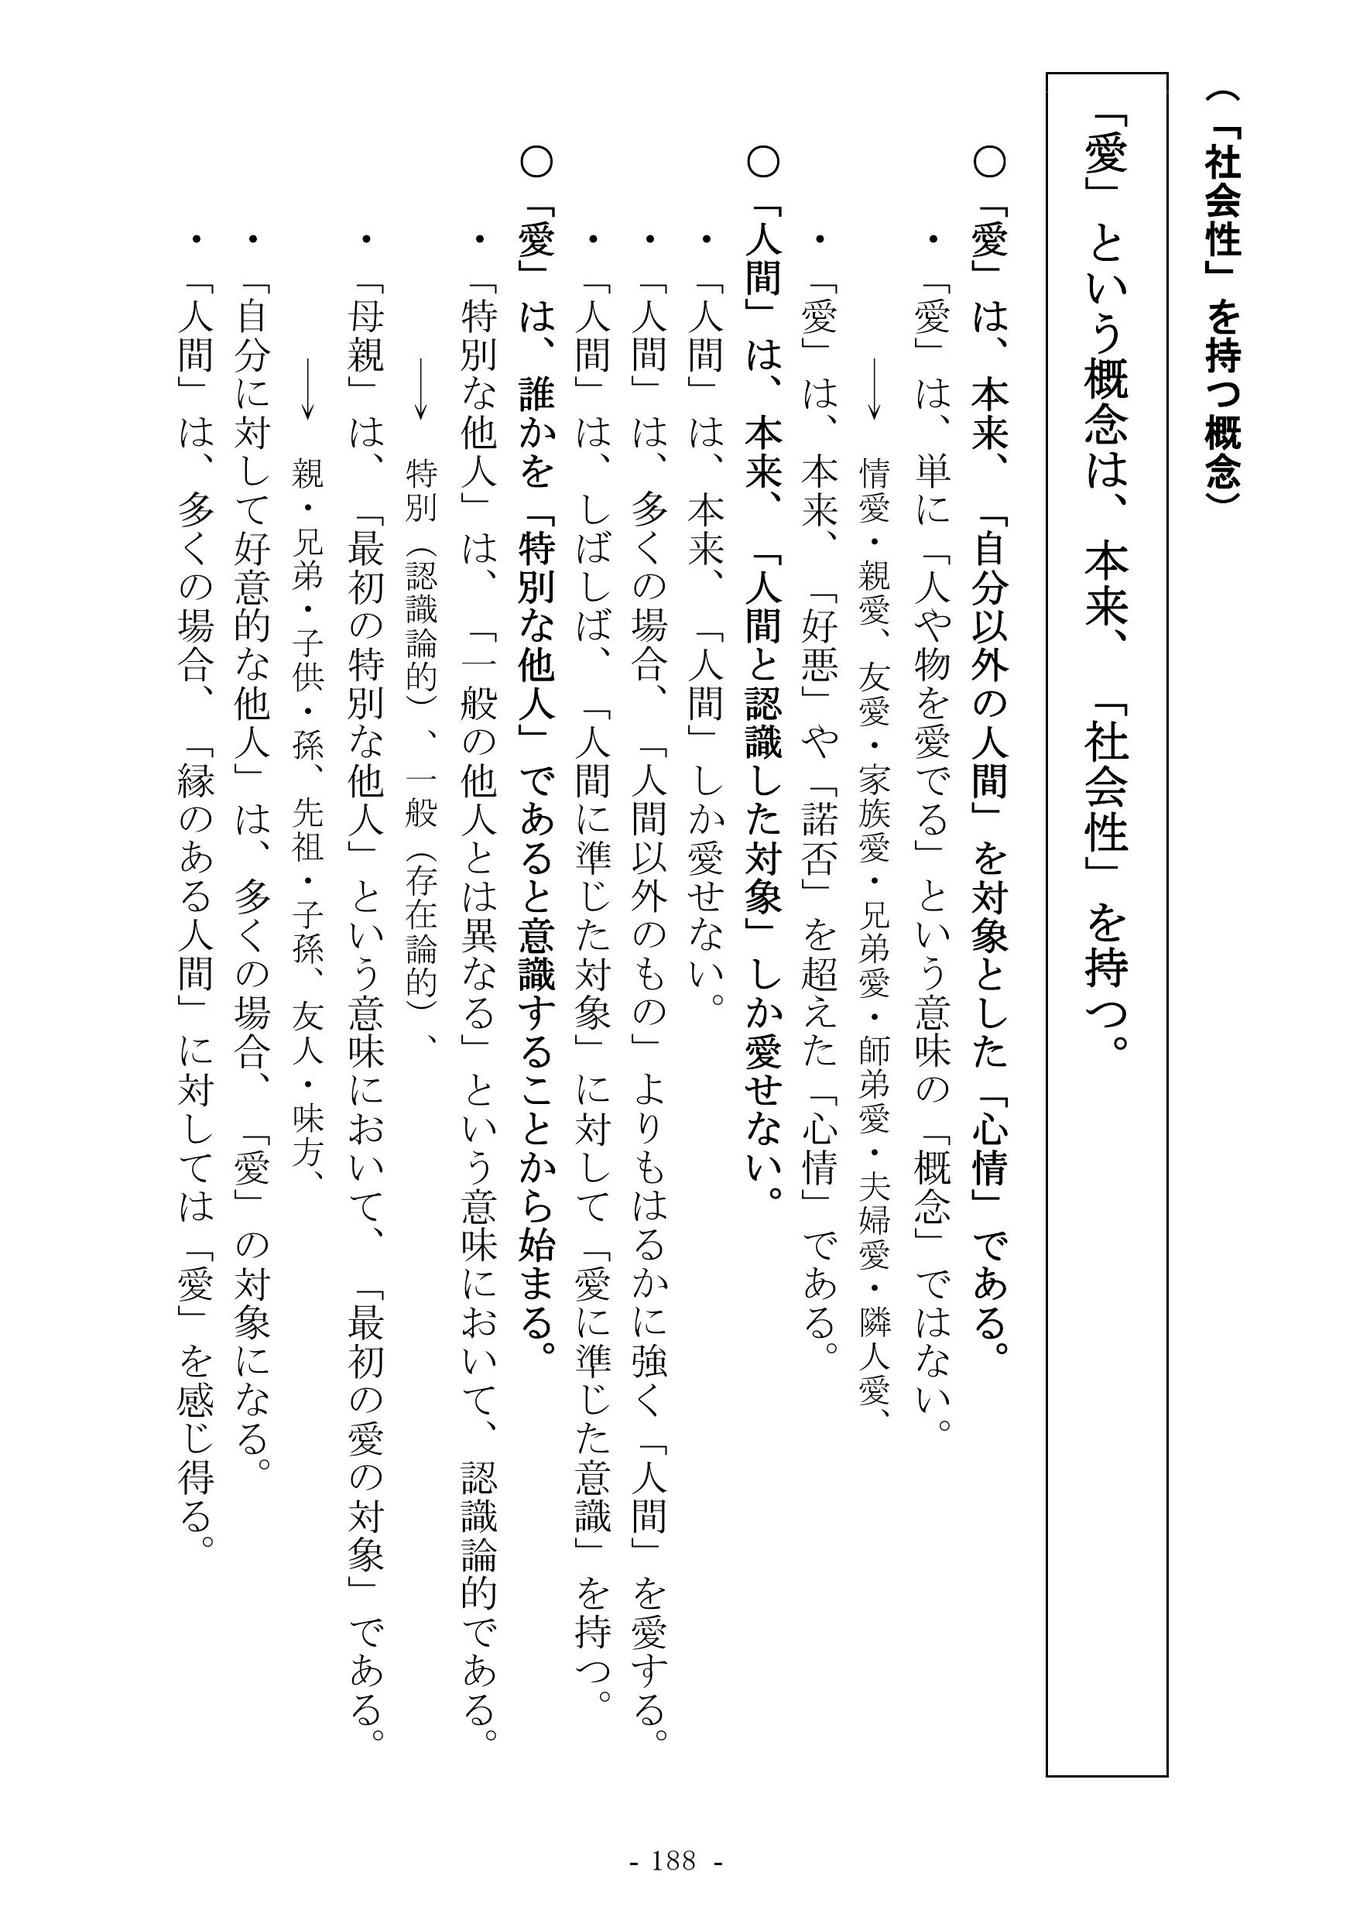 （「社会性」を持つ概念）
「愛」という概念は、本来、「社会性」を持つ。
○「愛」は、本来、「自分以外の人間」を対象とした「心情」である。
・「愛」は、単に「人や物を愛でる」という意味の「概念」ではない。
→ 情愛・親愛、友愛・家族愛・兄弟愛・師弟愛・夫婦愛・隣人愛、
・「愛」は、本来、「好悪」や「諾否」を超えた「心情」である。
○「人間」は、本来、「人間と認識した対象」しか愛せない。
・「人間」は、本来、「人間」しか愛せない。
・「人間」は、多くの場合、「人間以外のもの」よりもはるかに強く「人間」を愛する。
・「人間」は、しばしば、「人間に準じた対象」に対して「愛に準じた意識」を持つ。
○「愛」は、誰かを「特別な他人」であると意識することから始まる。
・「特別な他人」は、「一般の他人とは異なる」という意味において、認識論的である。
→ 特別（認識論的）、一般（存在論的）、
・「母親」は、「最初の特別な他人」という意味において、「最初の愛の対象」である。
→ 親・兄弟・子供・孫、先祖・子孫、友人・味方、
・「自分に対して好意的な他人」は、多くの場合、「愛」の対象になる。
・「人間」は、多くの場合、「縁のある人間」に対しては「愛」を感じ得る。
- 188 -